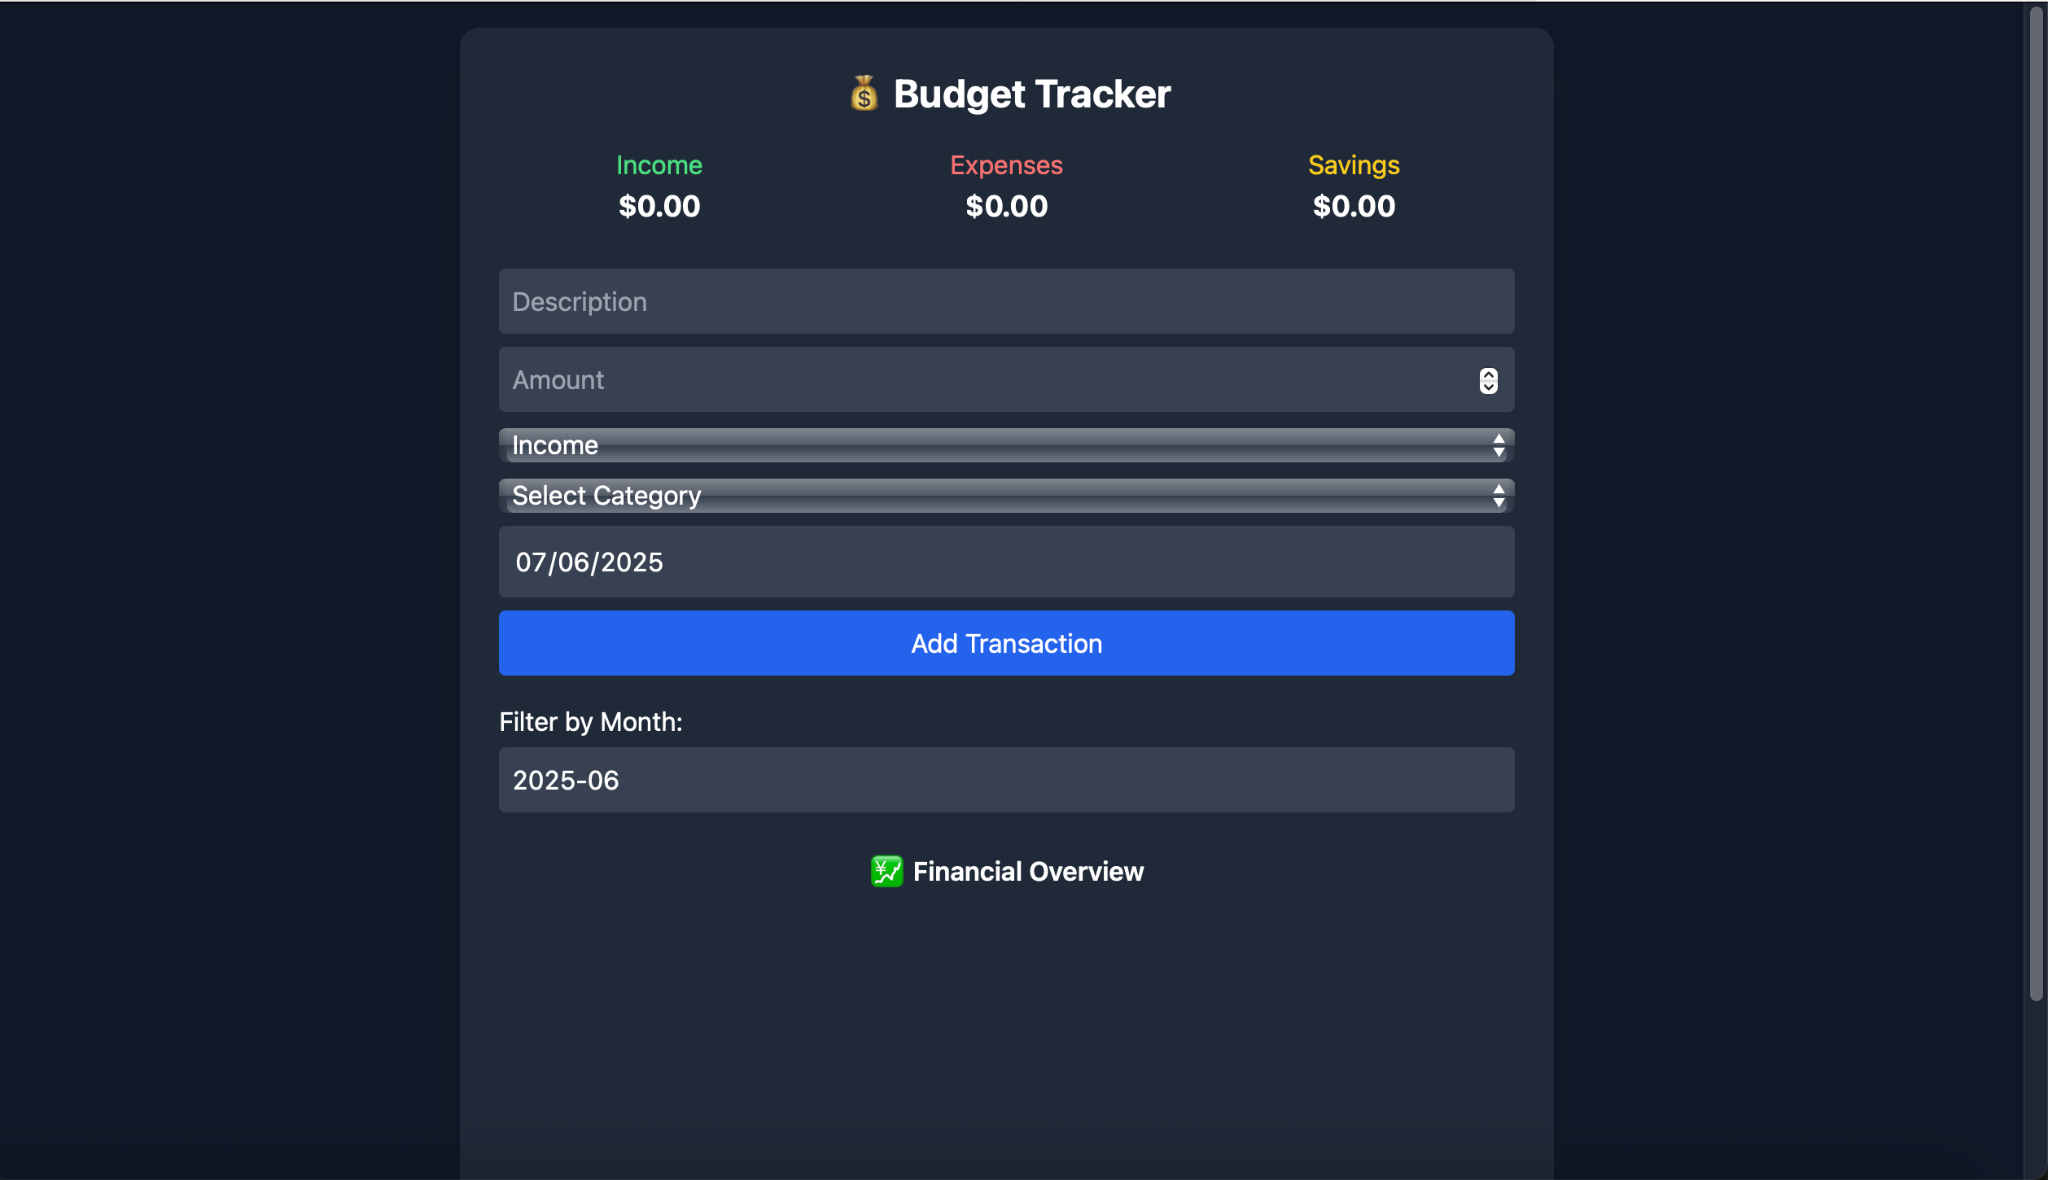 💰 Budget Tracker
Income Expenses Savings
$0.00 $0.00 $0.00
Description
Amount
Income
Select Category
07/06/2025
Add Transaction
Filter by Month:
2025-06
💹 Financial Overview